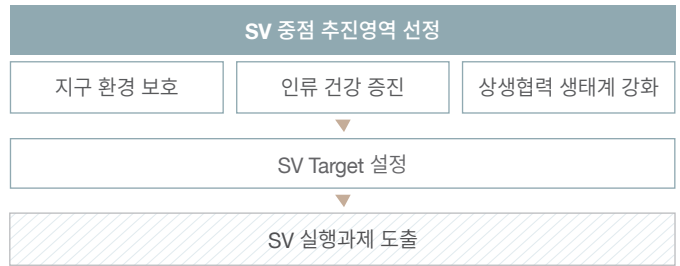 SV 중점 추진영역 선정
지구 환경 보호
인류 건강 증진
상생협력 생태계 강화
SV Target 설정
SV 실행과제 도출